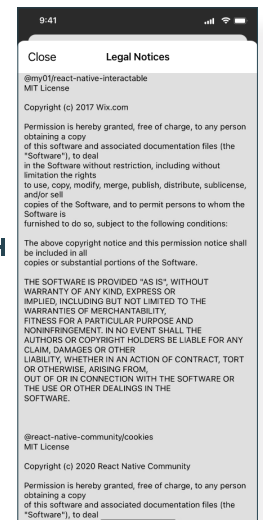 9:41
Close Legal Notices
@my01/react-native-interactable
MIT License
Copyright (c) 2017 Wix.com
Permission is hereby granted, free of charge, to any person
obtaining a copy
of this software and associated documentation files (the
"Software"), to deal
in the Software without restriction, including without
limitation the rights
to use, copy, modify, merge, publish, distribute, sublicense,
and/or sell
copies of the Software, and to permit persons to whom the
Software is
furnished to do so, subject to the following conditions:
The above copyright notice and this permission notice shall
be included in all
copies or substantial portions of the Software.
THE SOFTWARE IS PROVIDED "AS IS", WITHOUT
WARRANTY OF ANY KIND, EXPRESS OR
IMPLIED, INCLUDING BUT NOT LIMITED TO THE
WARRANTIES OF MERCHANTABILITY,
FITNESS FOR A PARTICULAR PURPOSE AND
NONINFRINGEMENT. IN NO EVENT SHALL THE
AUTHORS OR COPYRIGHT HOLDERS BE LIABLE FOR ANY
CLAIM, DAMAGES OR OTHER
LIABILITY, WHETHER IN AN ACTION OF CONTRACT, TORT
OR OTHERWISE, ARISING FROM,
OUT OF OR IN CONNECTION WITH THE SOFTWARE OR
THE USE OR OTHER DEALINGS IN THE
SOFTWARE.
@react-native-community/cookies
MIT License
Copyright (c) 2020 React Native Community
Permission is hereby granted, free of charge, to any person
obtaining a copy
of this software and associated documentation files (the
"Software"), to deal